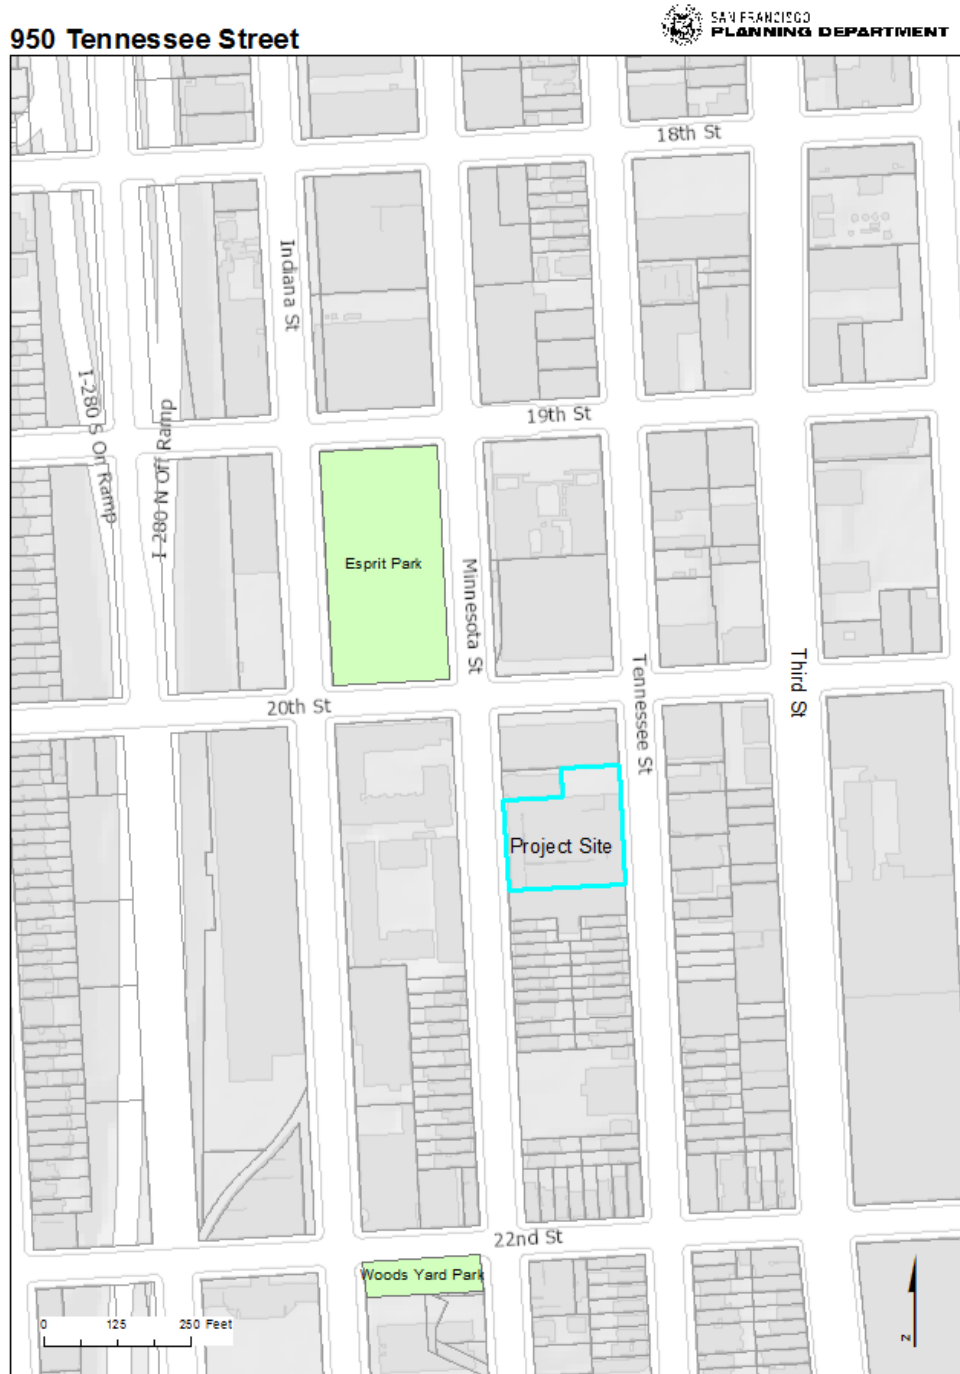 950 Tennessee Street
SAN FRANCISCO
PLANNING DEPARTMENT
18th St
Indiana St
I-280 S On Ramp
I-280 N Off Ramp
19th St
Esprit Park
Minnesota St
Tennessee St
Third St
20th St
Project Site
22nd St
Woods Yard Park
0 125 250 Feet
N